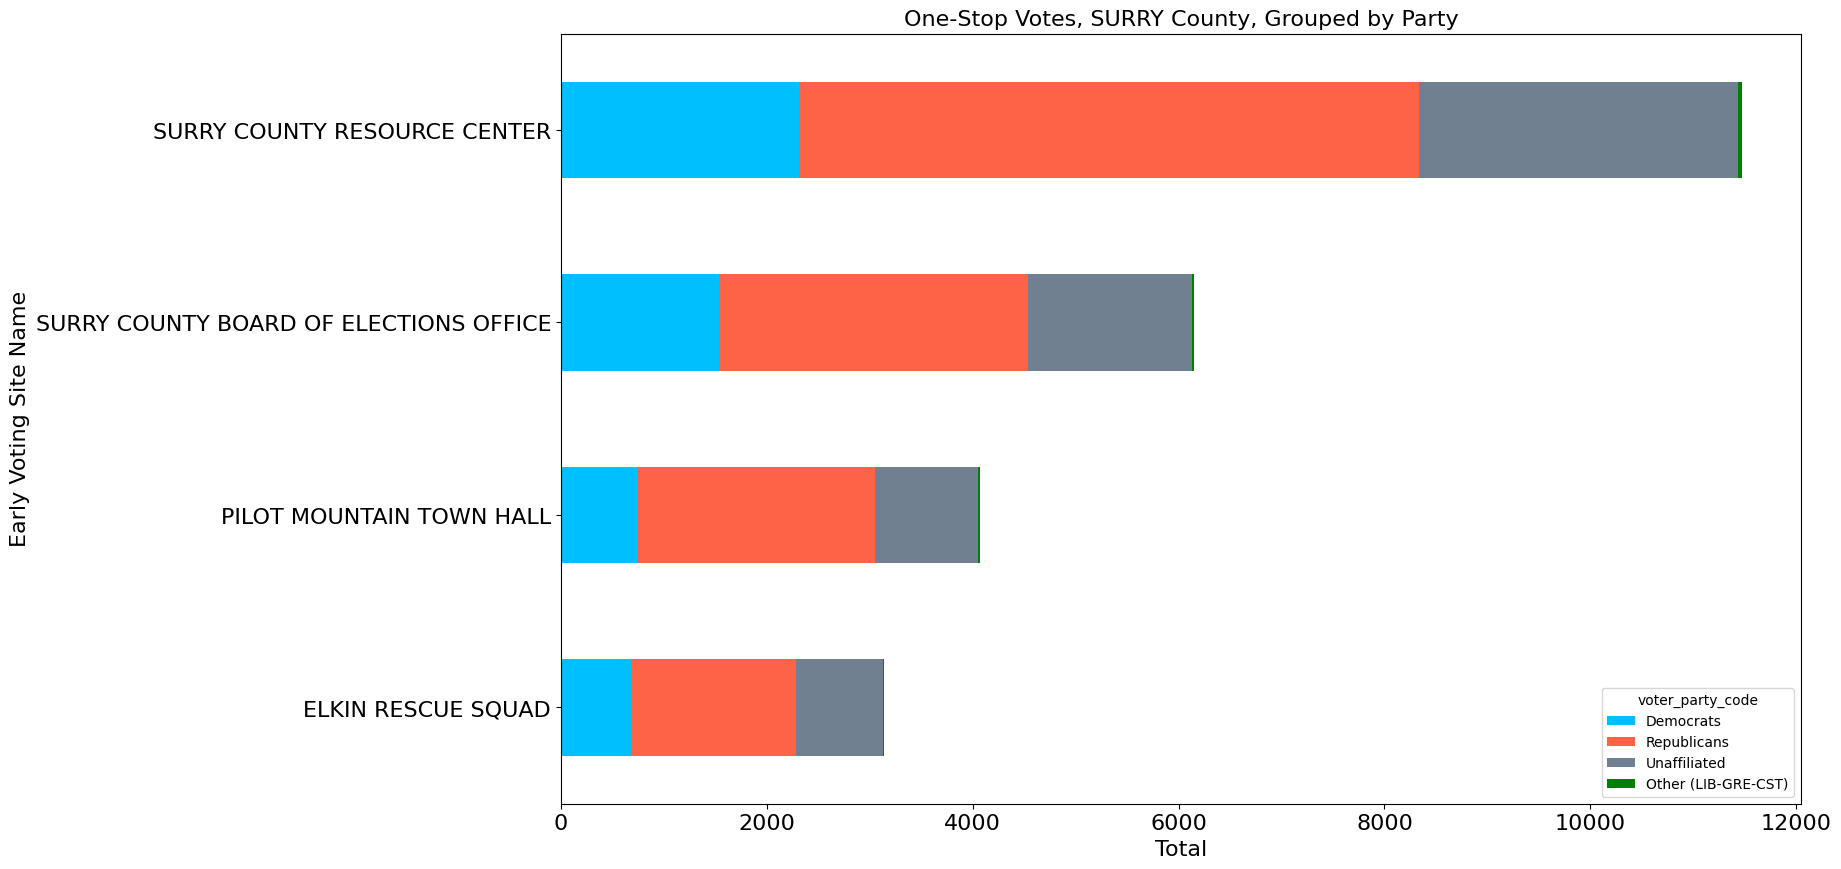 One-Stop Votes, SURRY County, Grouped by Party
Early Voting Site Name
SURRY COUNTY RESOURCE CENTER
SURRY COUNTY BOARD OF ELECTIONS OFFICE
PILOT MOUNTAIN TOWN HALL
ELKIN RESCUE SQUAD
voter_party_code
Democrats
Republicans
Unaffiliated
Other (LIB-GRE-CST)
0 2000 4000 6000 8000 10000 12000
Total